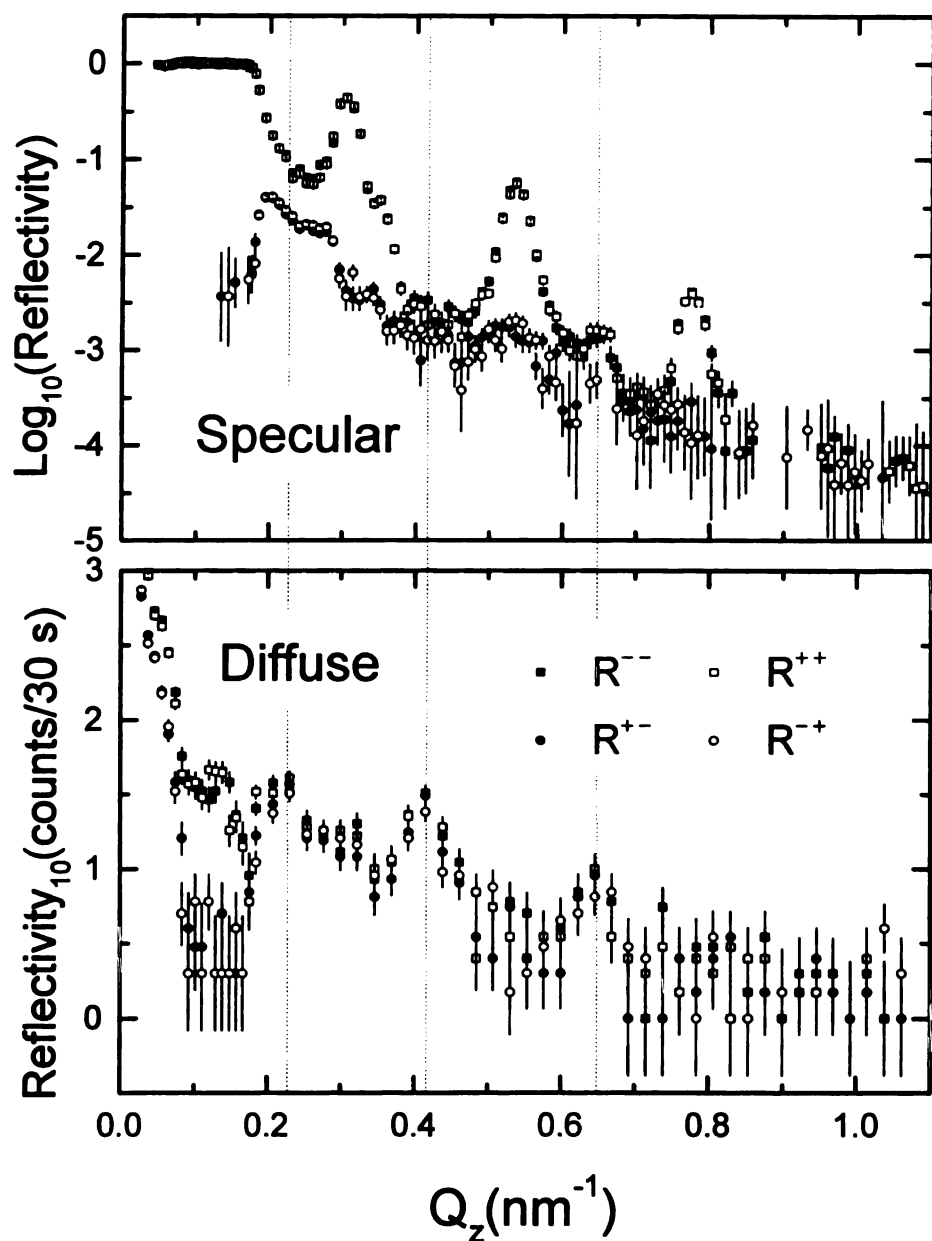 0
-1
-2
-3
-4
-5
Log10(Reflectivity)
Specular
3
2
1
0
Reflectivity10(counts/30 s)
Diffuse
R−− R++
R+− R−+
0.0 0.2 0.4 0.6 0.8 1.0
Qz(nm-1)